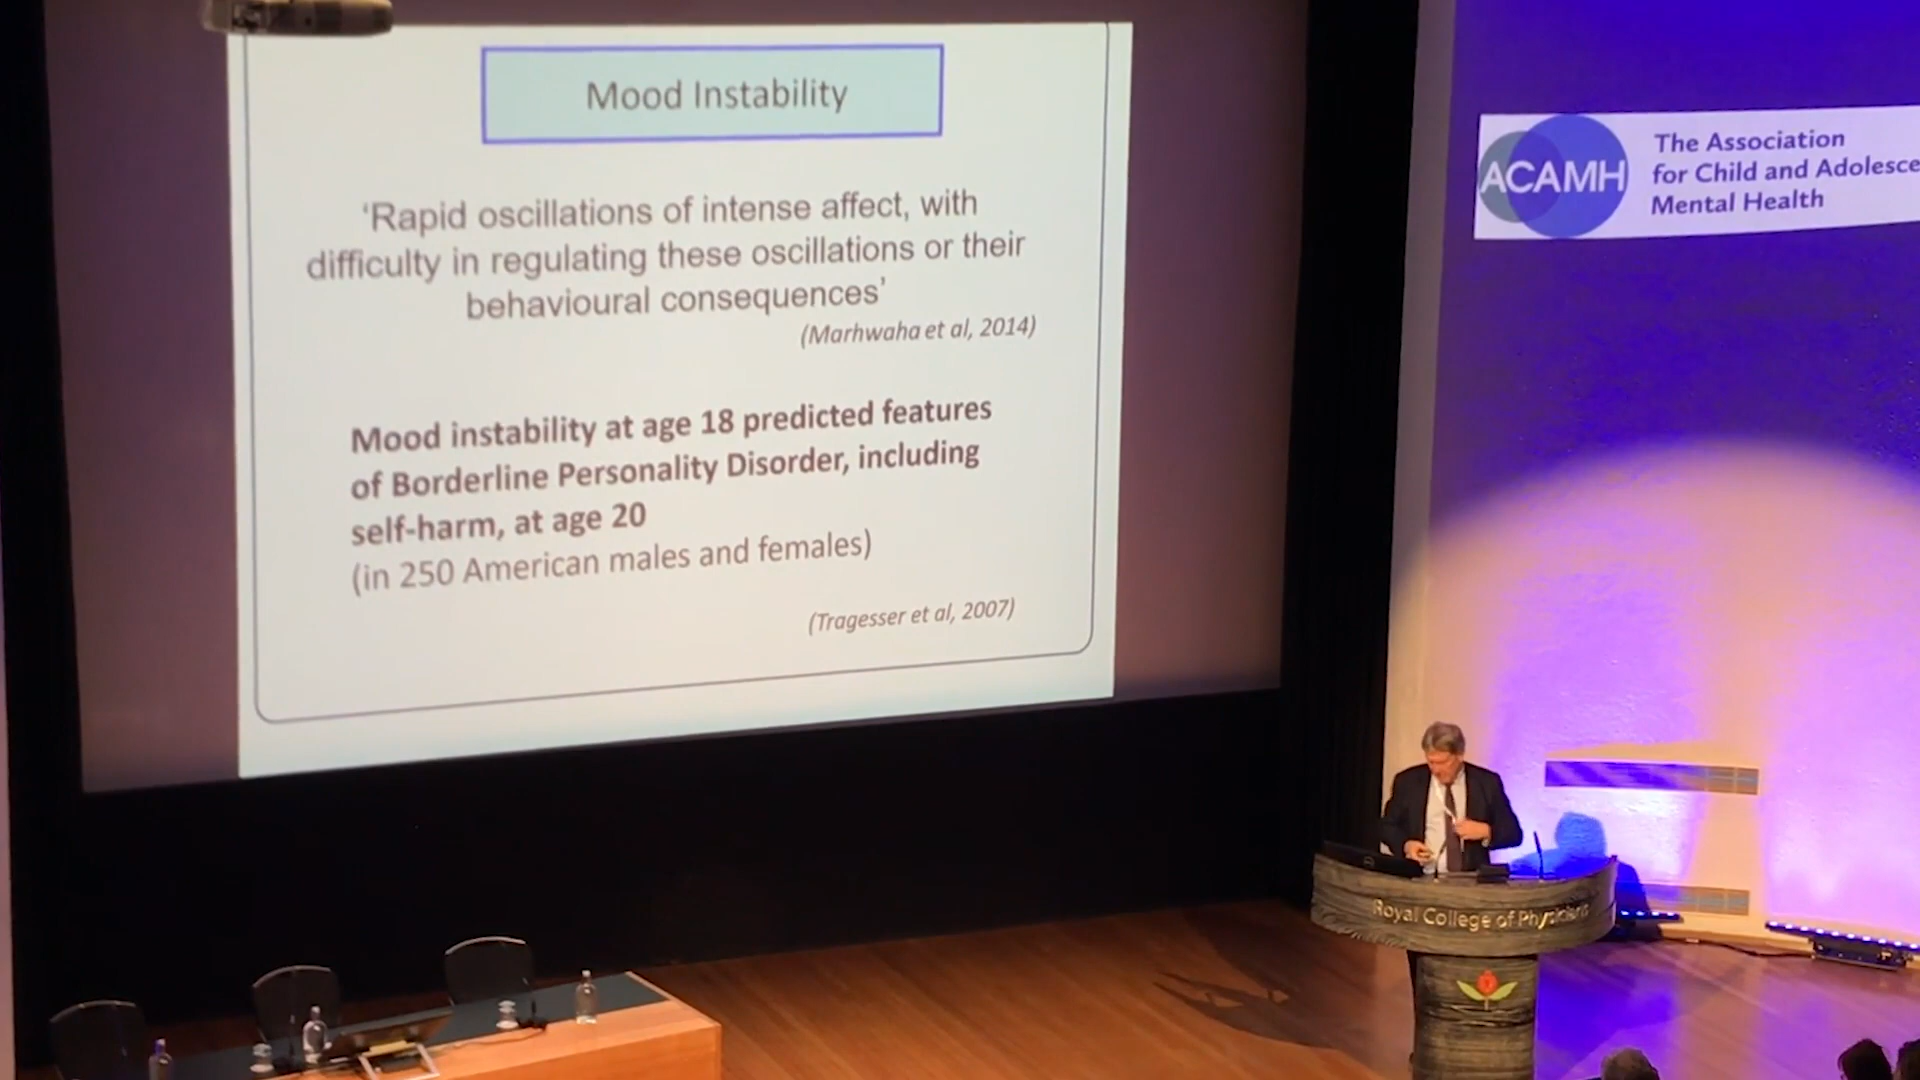 Mood Instability
‘Rapid oscillations of intense affect, with
difficulty in regulating these oscillations or their
behavioural consequences’
(Marhwaha et al, 2014)
Mood instability at age 18 predicted features
of Borderline Personality Disorder, including
self-harm, at age 20
(in 250 American males and females)
(Tragesser et al, 2007)
ACAMH
The Association
for Child and Adolesce
Mental Health
Royal College of Physicians